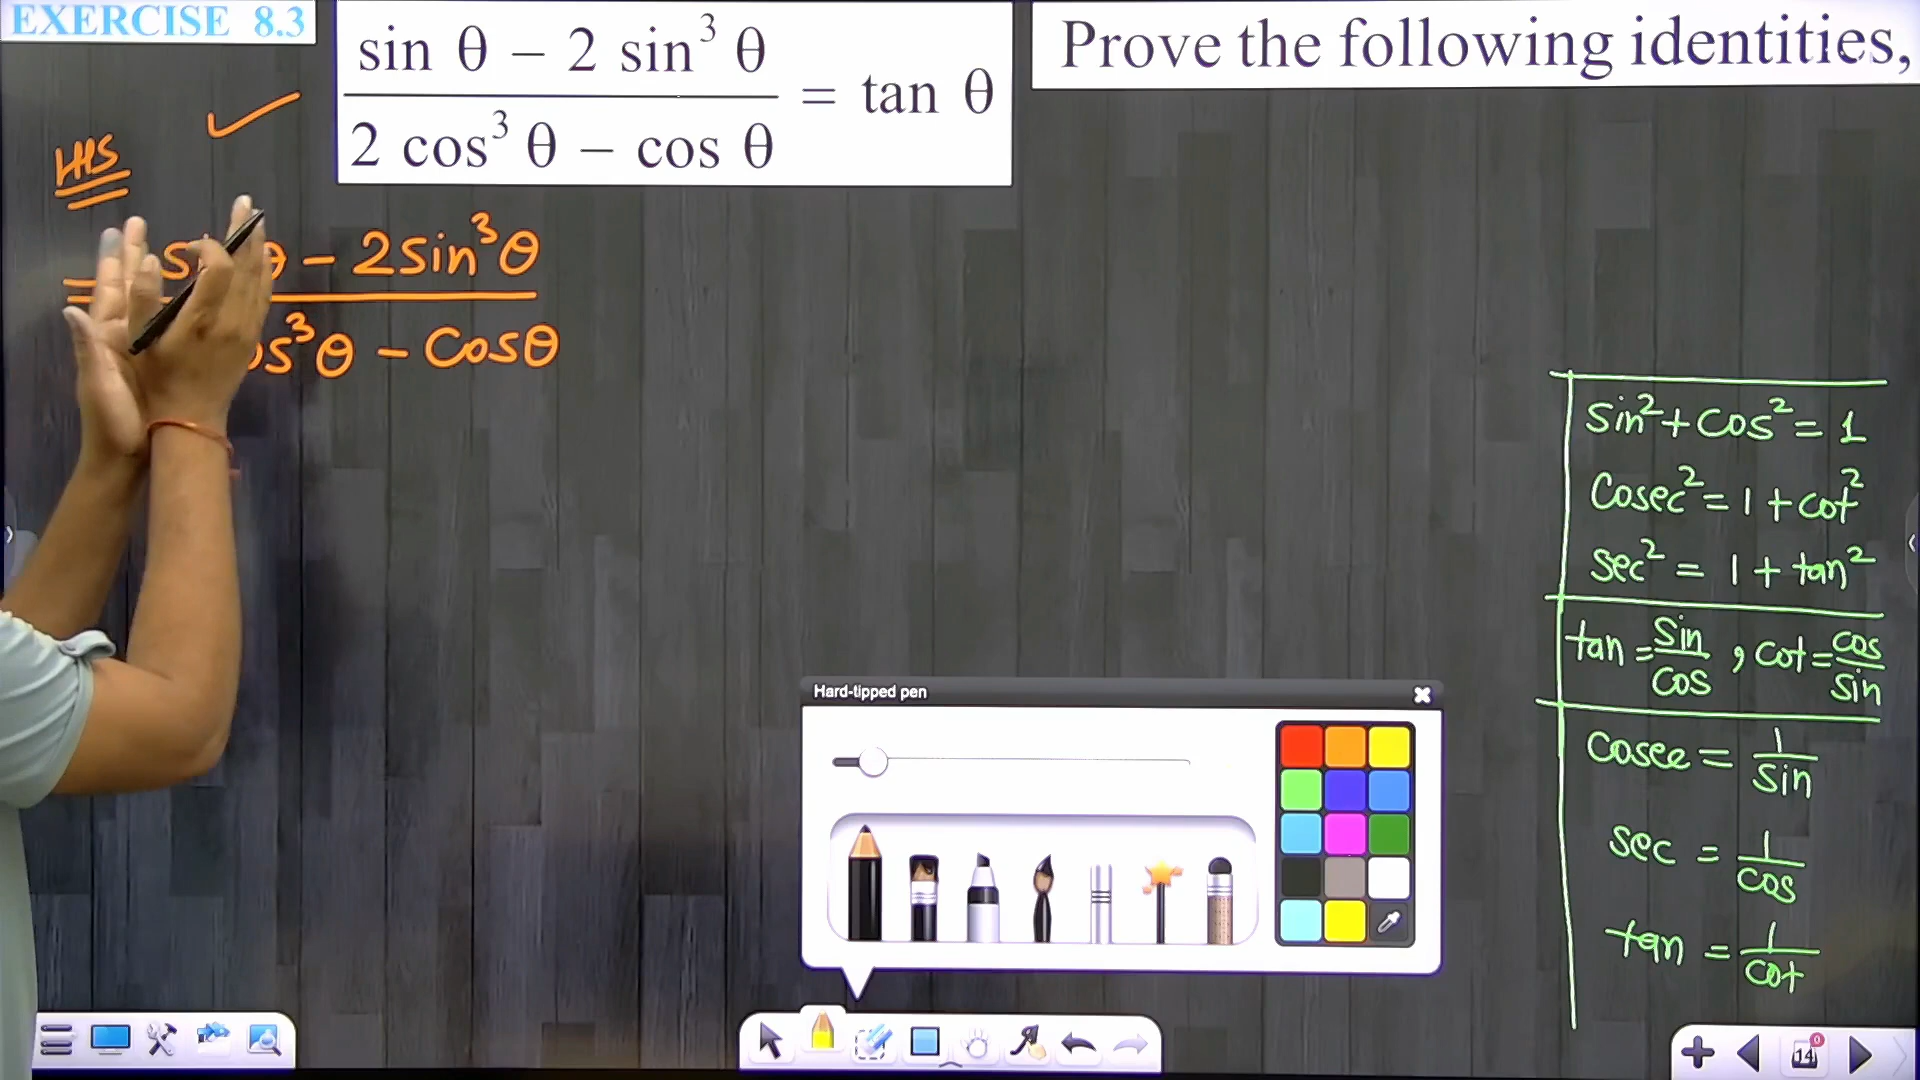 EXERCISE 8.3
sin θ – 2 sin³ θ
2 cos³ θ – cos θ
= tan θ
Prove the following identities,
LHS
θ – 2sin³θ
os³θ – Cosθ
sin² + cos² = 1
Cosec² = 1 + cot²
sec² = 1 + tan²
tan = sin/cos , cot = cos/sin
cosec = 1/sin
sec = 1/cos
tan = 1/cot
Hard-tipped pen
14
0